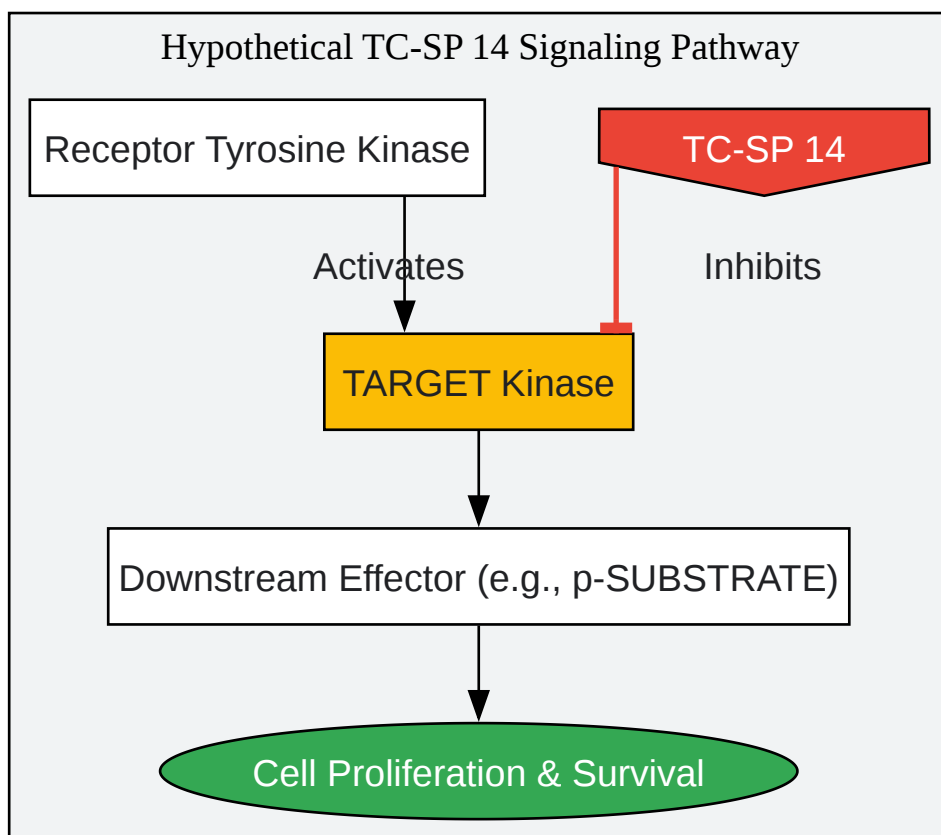 Hypothetical TC-SP 14 Signaling Pathway
Receptor Tyrosine Kinase
TC-SP 14
Activates
Inhibits
TARGET Kinase
Downstream Effector (e.g., p-SUBSTRATE)
Cell Proliferation & Survival